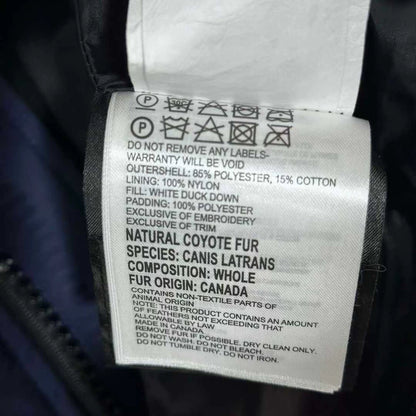 P
P
DO NOT REMOVE ANY LABELS-
WARRANTY WILL BE VOID
OUTERSHELL: 85% POLYESTER, 15% COTTON
LINING: 100% NYLON
FILL: WHITE DUCK DOWN
PADDING: 100% POLYESTER
EXCLUSIVE OF EMBROIDERY
EXCLUSIVE OF TRIM
NATURAL COYOTE FUR
SPECIES: CANIS LATRANS
COMPOSITION: WHOLE
FUR ORIGIN: CANADA
CONTAINS NON-TEXTILE PARTS OF
ANIMAL ORIGIN
NOTE: THIS PRODUCT CONTAINS AN AMOUNT
OF FEATHERS NOT EXCEEDING THAT
ALLOWABLE BY LAW
MADE IN CANADA
REMOVE FUR IF POSSIBLE. DRY CLEAN ONLY.
DO NOT WASH. DO NOT BLEACH.
DO NOT TUMBLE DRY. DO NOT IRON.